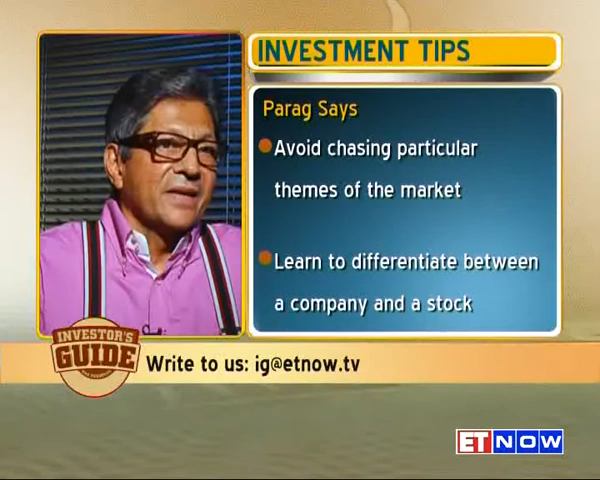 INVESTMENT TIPS
Parag Says
Avoid chasing particular
themes of the market
Learn to differentiate between
a company and a stock
INVESTOR'S
GUIDE
Write to us: ig@etnow.tv
ET NOW